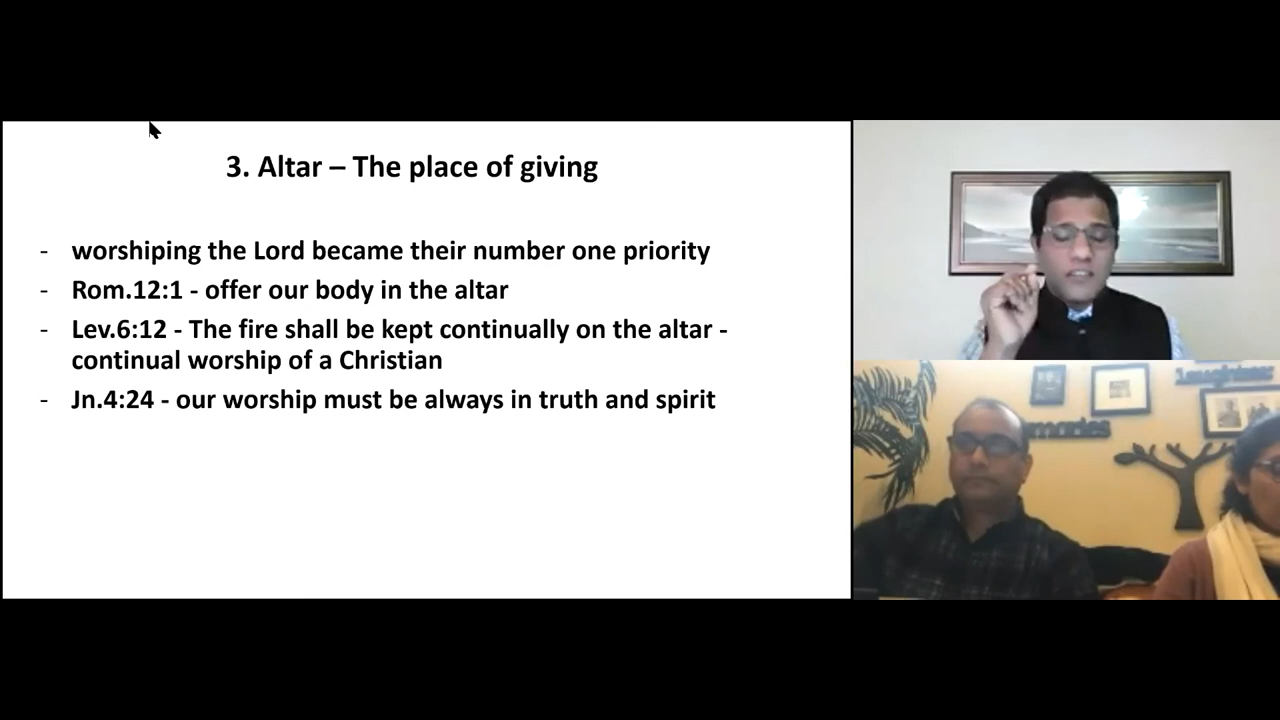 3. Altar – The place of giving
- worshiping the Lord became their number one priority
- Rom.12:1 - offer our body in the altar
- Lev.6:12 - The fire shall be kept continually on the altar -
continual worship of a Christian
- Jn.4:24 - our worship must be always in truth and spirit